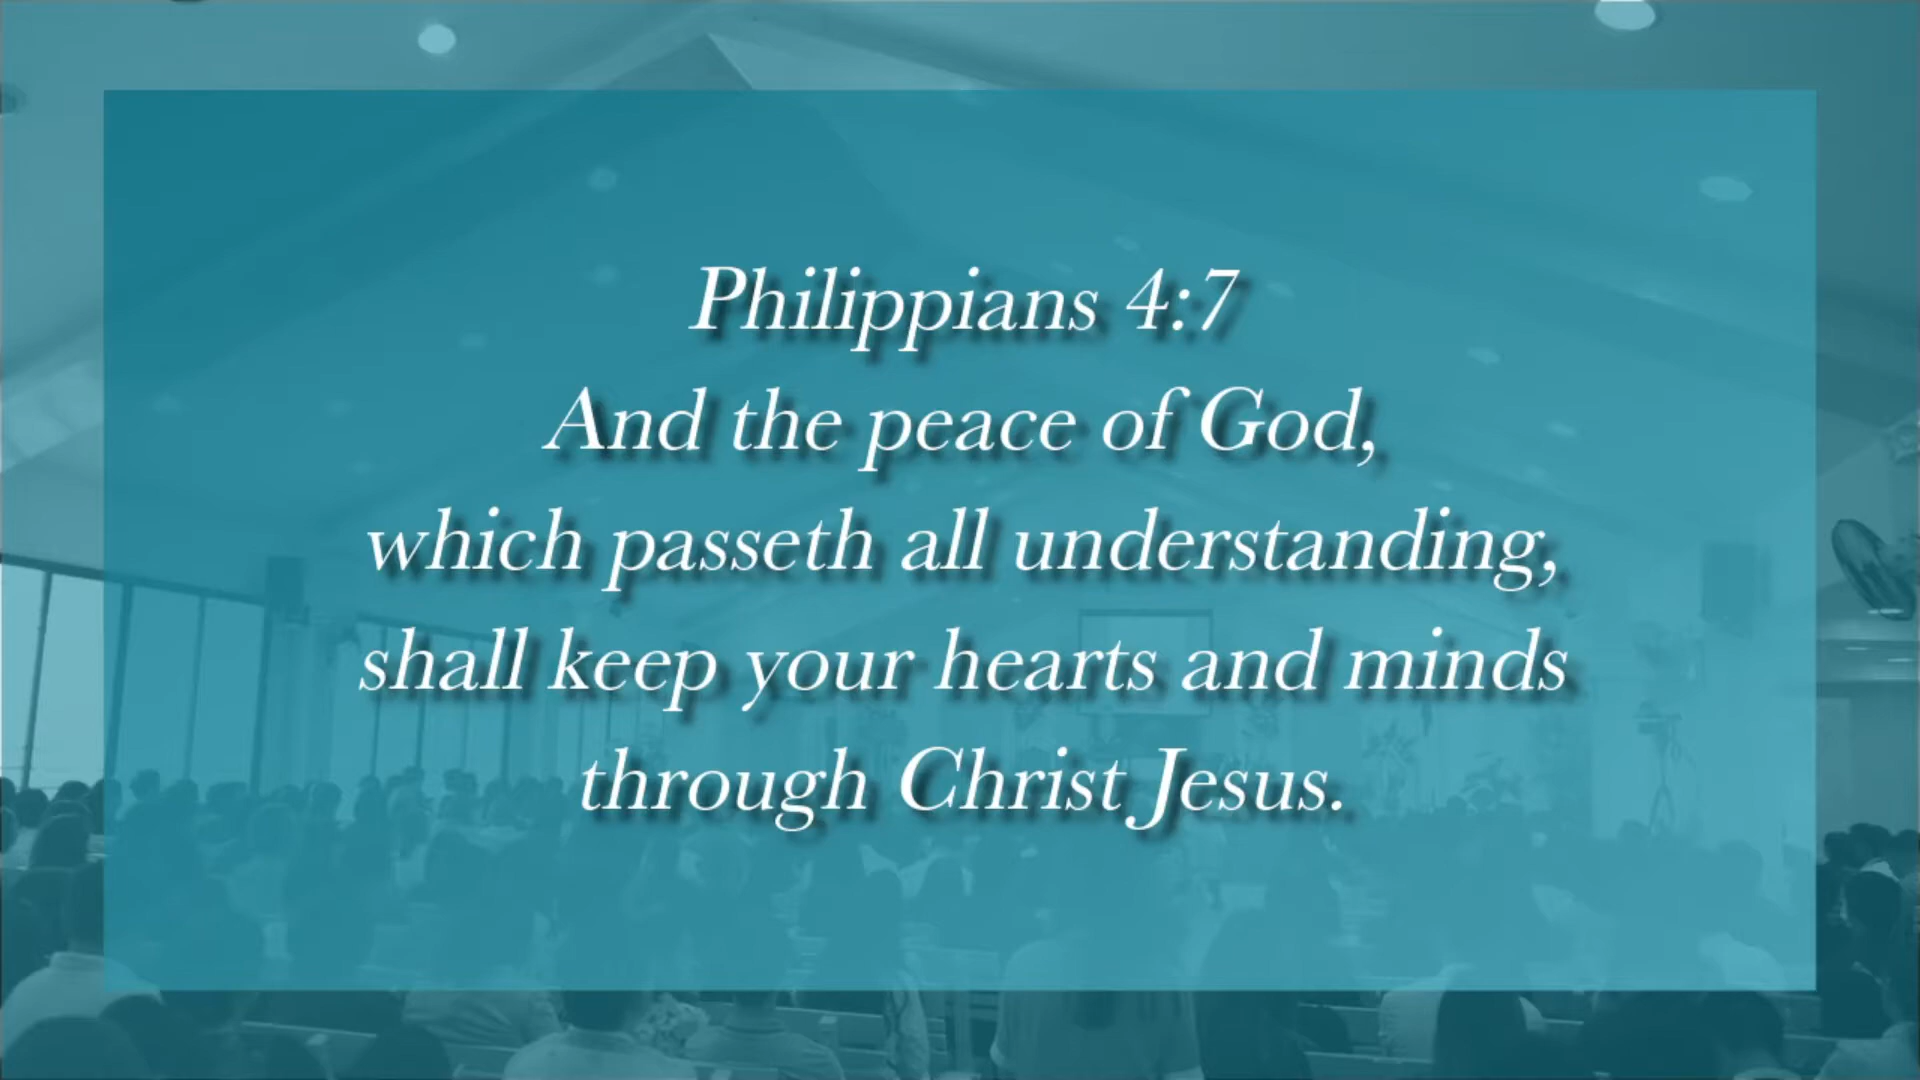 Philippians 4:7
And the peace of God,
which passeth all understanding,
shall keep your hearts and minds
through Christ Jesus.